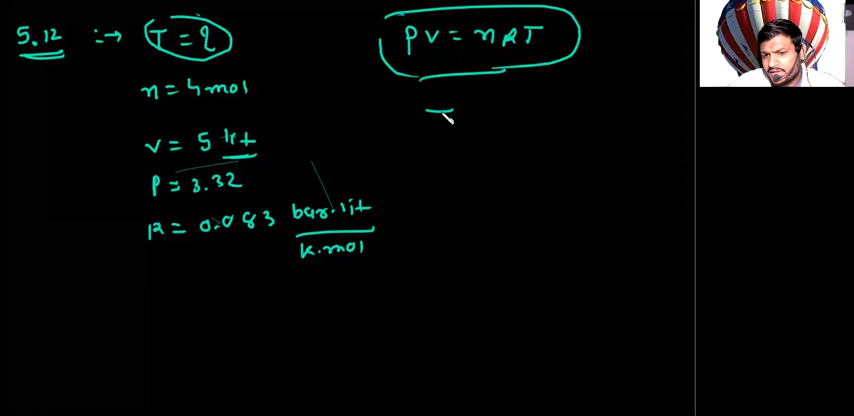 5.12 :→ T = ?
PV = nRT
n = 4 mol
V = 5 lit
P = 3.32
R = 0.083 bar.lit
K.mol